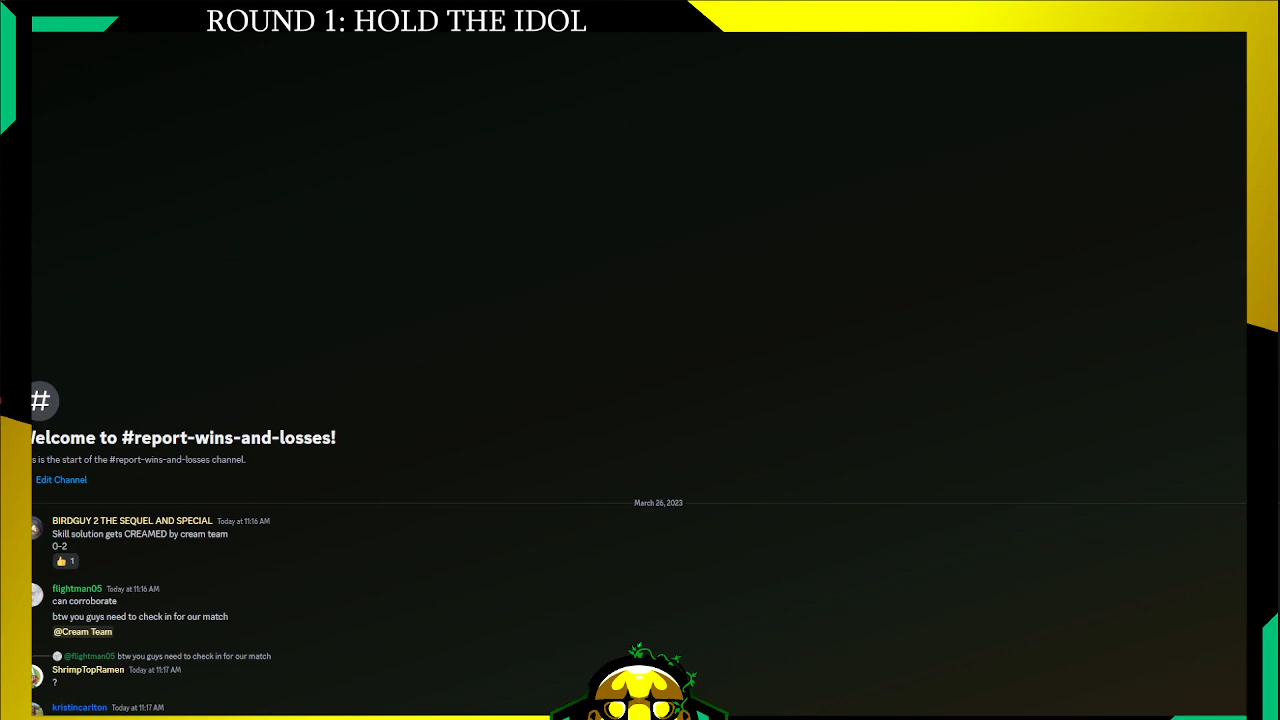 ROUND 1: HOLD THE IDOL
#
Welcome to #report-wins-and-losses!
s is the start of the #report-wins-and-losses channel.
Edit Channel
March 26, 2023
BIRDGUY 2 THE SEQUEL AND SPECIAL Today at 11:16 AM
Skill solution gets CREAMED by cream team
0-2
👍 1
flightman05 Today at 11:16 AM
can corroborate
btw you guys need to check in for our match
@Cream Team
@flightman05 btw you guys need to check in for our match
ShrimpTopRamen Today at 11:17 AM
?
kristincarlton Today at 11:17 AM